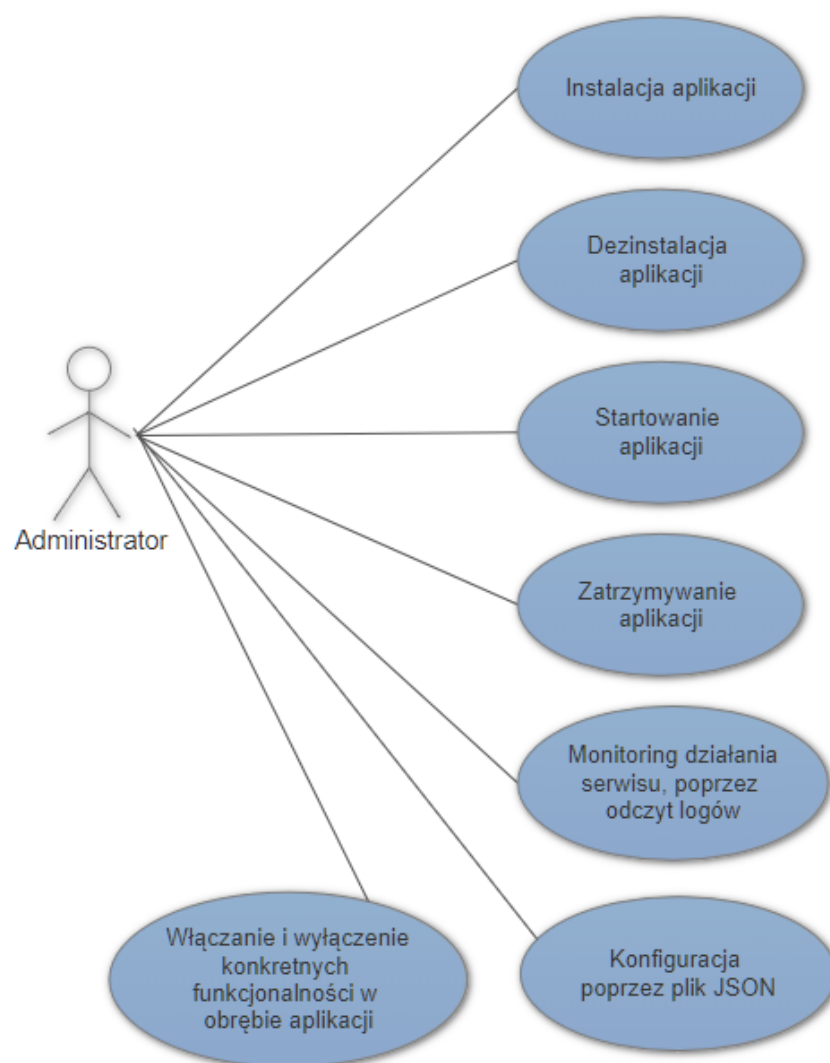 Instalacja aplikacji
Dezinstalacja
aplikacji
Startowanie
aplikacji
Administrator
Zatrzymywanie
aplikacji
Monitoring działania
serwisu, poprzez
odczyt logów
Włączanie i wyłączenie
konkretnych
funkcjonalności w
obrębie aplikacji
Konfiguracja
poprzez plik JSON